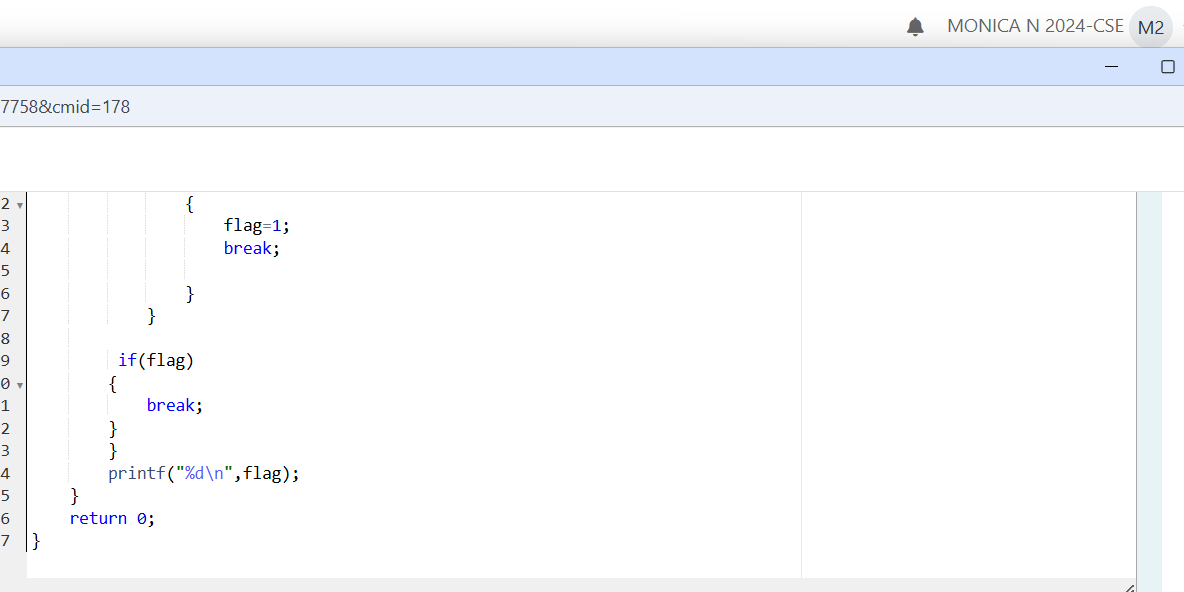 MONICA N 2024-CSE M2
7758&cmid=178
2 {
3 flag=1;
4 break;
5
6 }
7 }
8
9 if(flag)
0 {
1 break;
2 }
3 }
4 printf("%d\n",flag);
5 }
6 return 0;
7 }